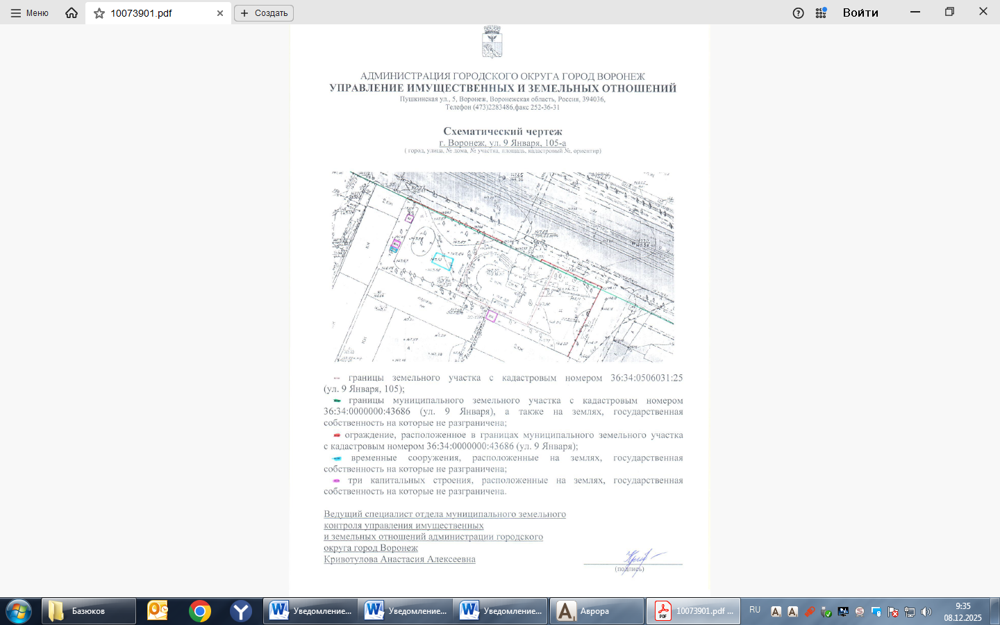 Меню
10073901.pdf
Создать
Войти
АДМИНИСТРАЦИЯ ГОРОДСКОГО ОКРУГА ГОРОД ВОРОНЕЖ
УПРАВЛЕНИЕ ИМУЩЕСТВЕННЫХ И ЗЕМЕЛЬНЫХ ОТНОШЕНИЙ
Пушкинская ул., 5, Воронеж, Воронежская область, Россия, 394036,
Телефон (473)2283486,факс 252-36-31
Схематический чертеж
г. Воронеж, ул. 9 Января, 105-а
( город, улица, № дома, № участка, площадь, кадастровый №, ориентир)
-- границы земельного участка с кадастровым номером 36:34:0506031:25
(ул. 9 Января, 105);
границы муниципального земельного участка с кадастровым номером
36:34:0000000:43686 (ул. 9 Января), а также на землях, государственная
собственность на которые не разграничена;
ограждение, расположенное в границах муниципального земельного участка
с кадастровым номером 36:34:0000000:43686 (ул. 9 Января);
временные сооружения, расположенные на землях, государственная
собственность на которые не разграничена;
три капитальных строения, расположенные на землях, государственная
собственность на которые не разграничена.
Ведущий специалист отдела муниципального земельного
контроля управления имущественных
и земельных отношений администрации городского
округа город Воронеж
Кривотулова Анастасия Алексеевна
(подпись)
Базюков
Уведомление...
Уведомление...
Уведомление...
Аврора
10073901.pdf ...
RU
9:35
08.12.2025